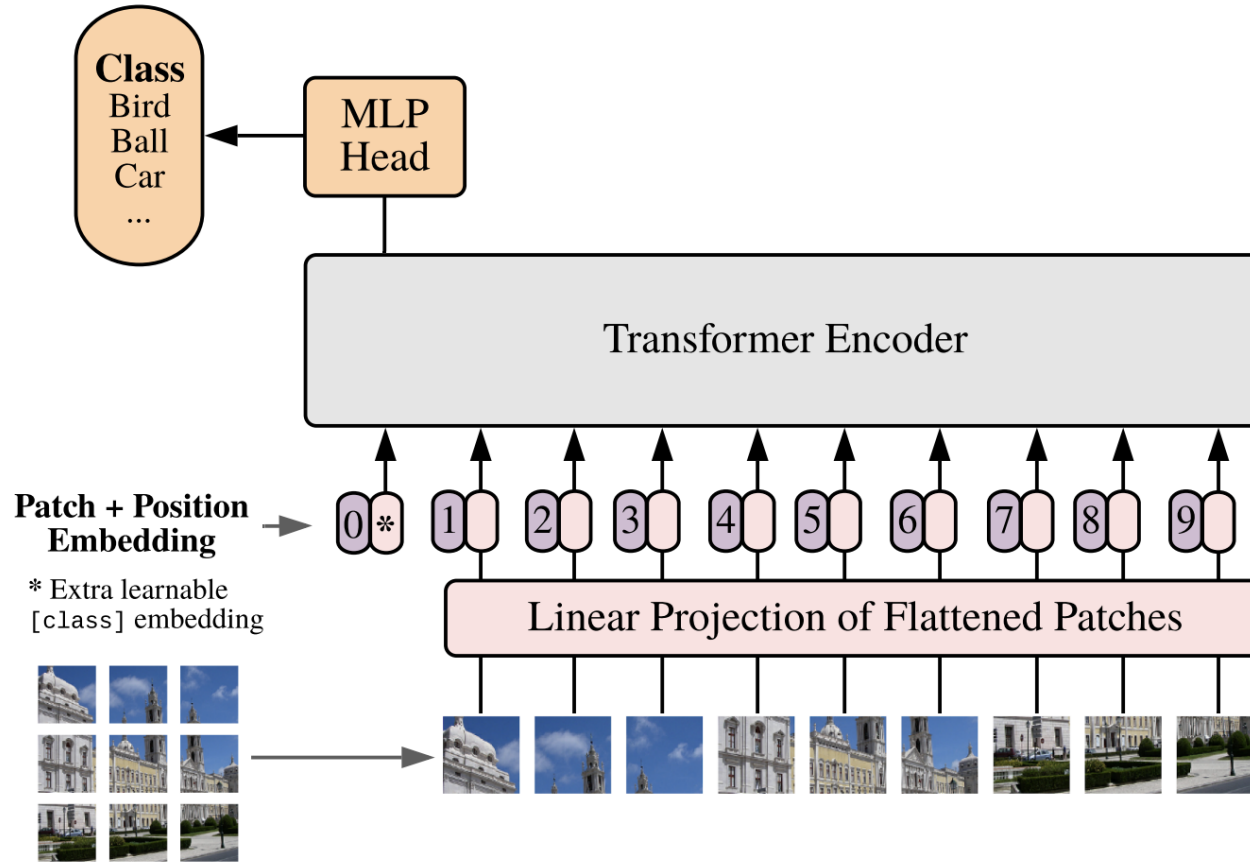 Class
Bird
Ball
Car
...
MLP
Head
Transformer Encoder
Patch + Position
Embedding
0 * 1 2 3 4 5 6 7 8 9
* Extra learnable
[class] embedding
Linear Projection of Flattened Patches